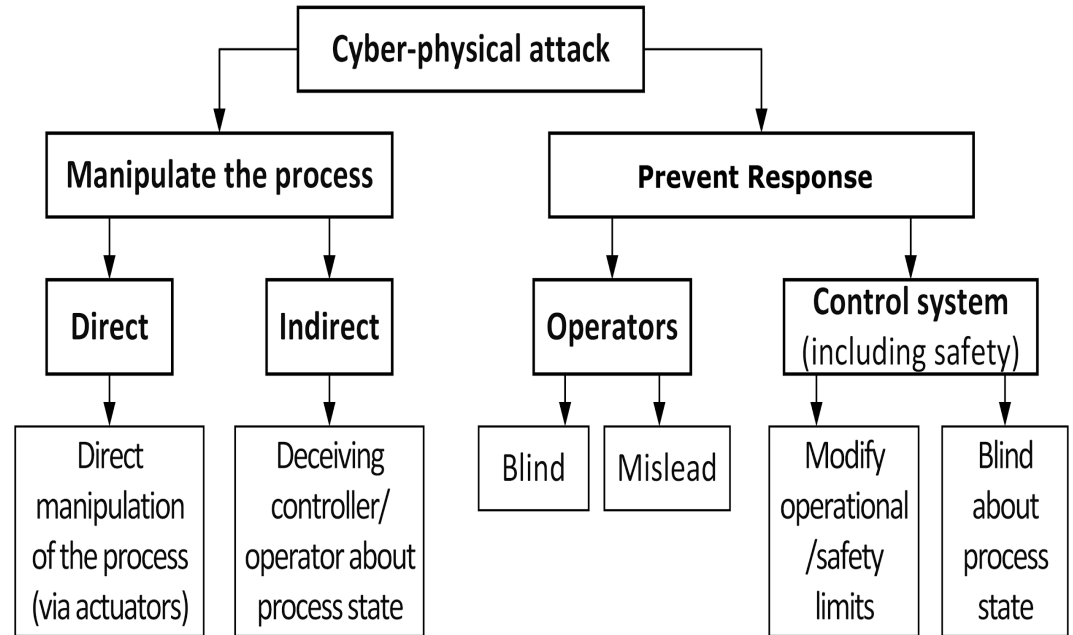 Cyber-physical attack
Manipulate the process
Prevent Response
Direct
Indirect
Operators
Control system
(including safety)
Direct
manipulation
of the process
(via actuators)
Deceiving
controller/
operator about
process state
Blind
Mislead
Modify
operational
/safety
limits
Blind
about
process
state